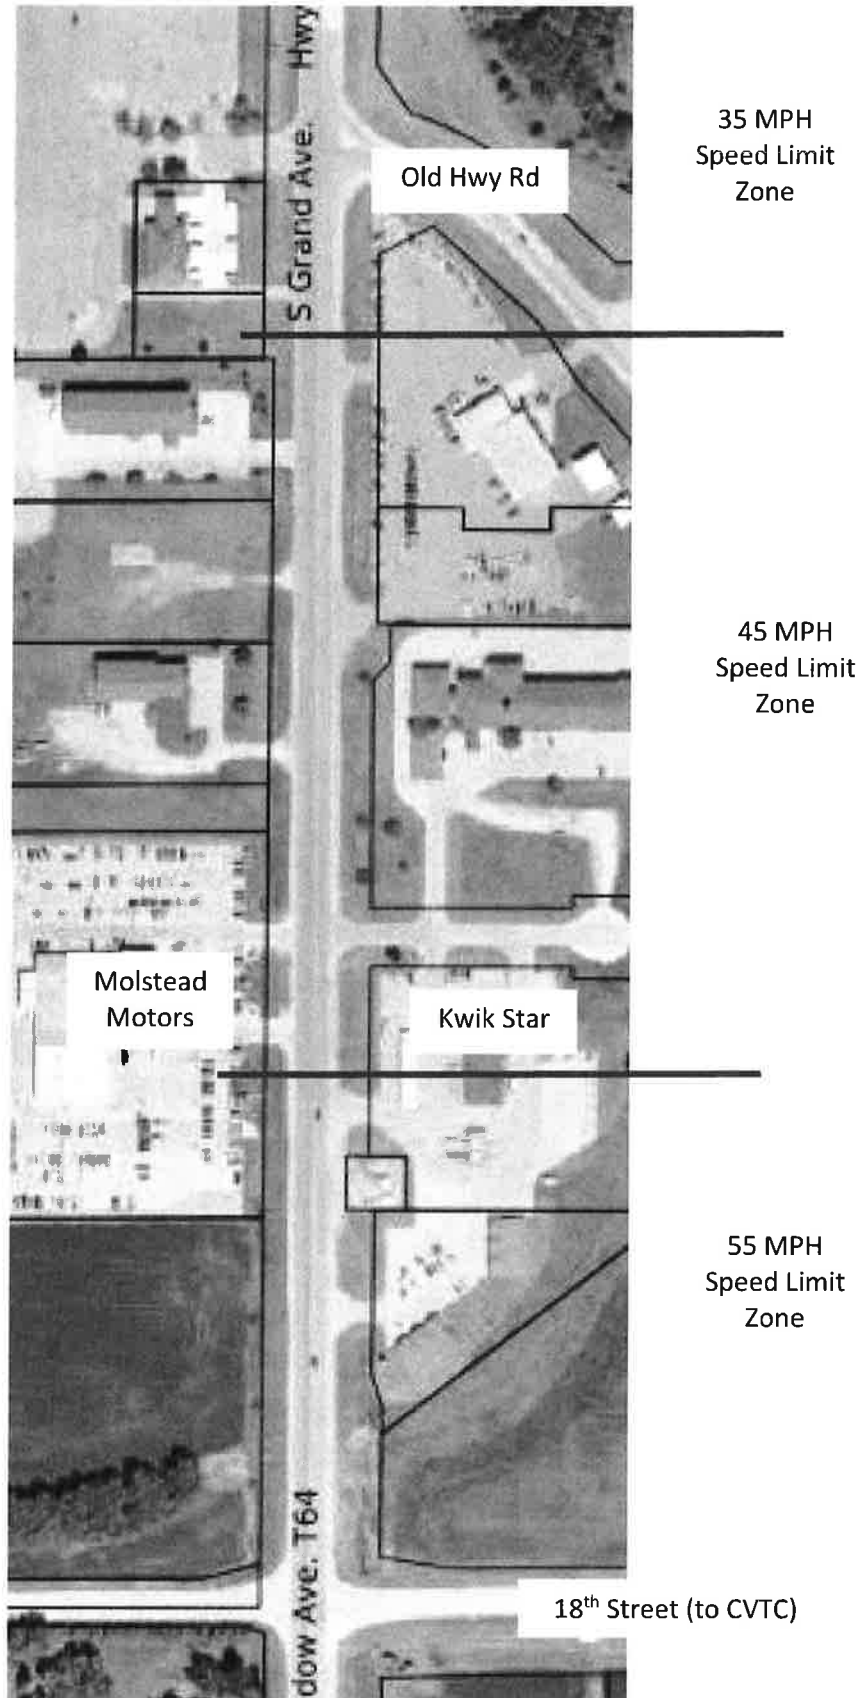 S Grand Ave. Hwy
35 MPH
Speed Limit
Zone
Old Hwy Rd
45 MPH
Speed Limit
Zone
Molstead
Motors
Kwik Star
55 MPH
Speed Limit
Zone
dow Ave. T64
18th Street (to CVTC)